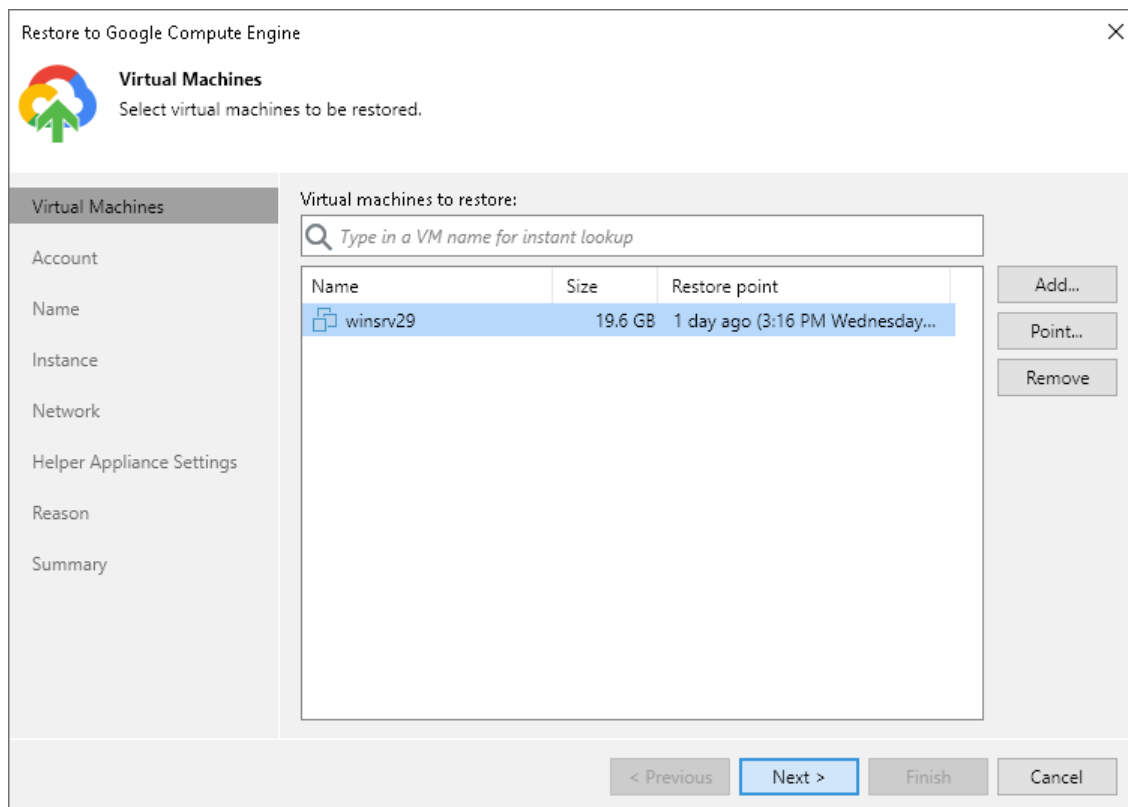 Restore to Google Compute Engine
Virtual Machines
Select virtual machines to be restored.
Virtual Machines
Account
Name
Instance
Network
Helper Appliance Settings
Reason
Summary
Virtual machines to restore:
Type in a VM name for instant lookup
Name Size Restore point
winsrv29 19.6 GB 1 day ago (3:16 PM Wednesday...
Add...
Point...
Remove
< Previous Next > Finish Cancel